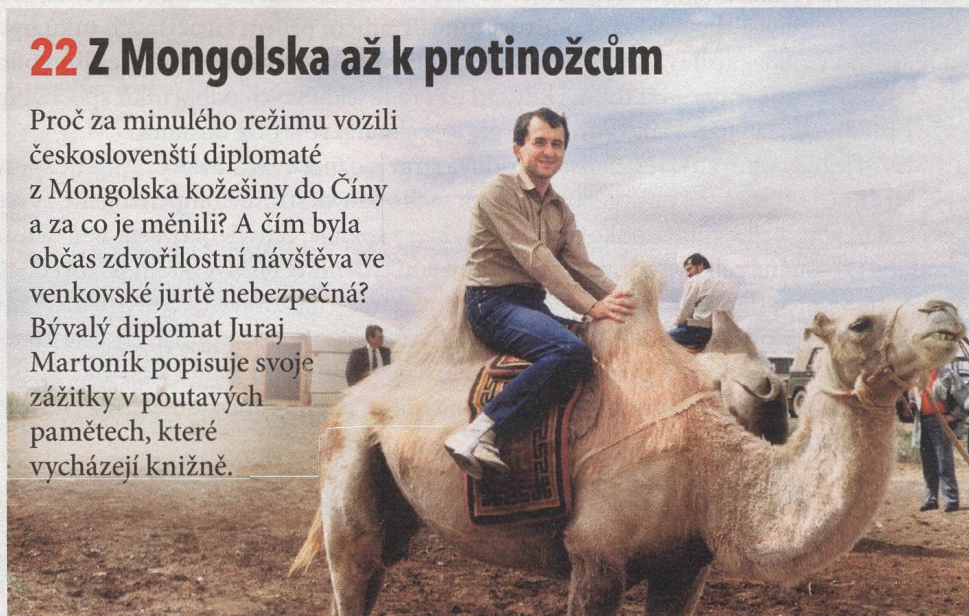 22 Z Mongolska až k protinožcům
Proč za minulého režimu vozili
českoslovenští diplomaté
z Mongolska kožešiny do Číny
a za co je měnili? A čím byla
občas zdvořilostní návštěva ve
venkovské jurtě nebezpečná?
Bývalý diplomat Juraj
Martoník popisuje svoje
zážitky v poutavých
pamětech, které
vycházejí knižně.